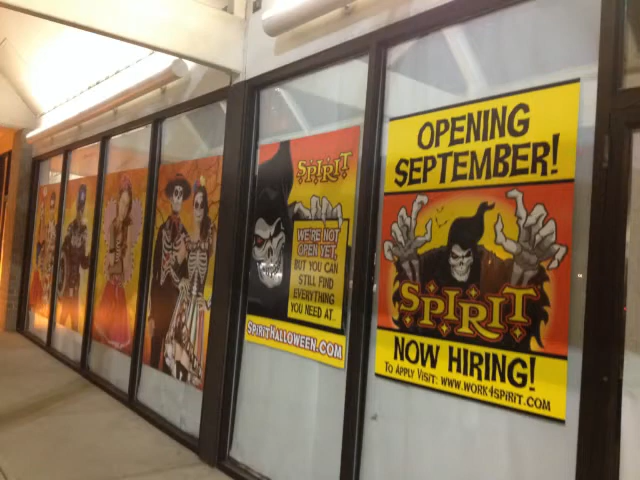 SPIRIT
WE'RE NOT
OPEN YET,
BUT YOU CAN
STILL FIND
EVERYTHING
YOU NEED AT...
SPIRITHALLOWEEN.COM
OPENING
SEPTEMBER!
SPIRIT
NOW HIRING!
TO APPLY VISIT: WWW.WORK4SPIRIT.COM